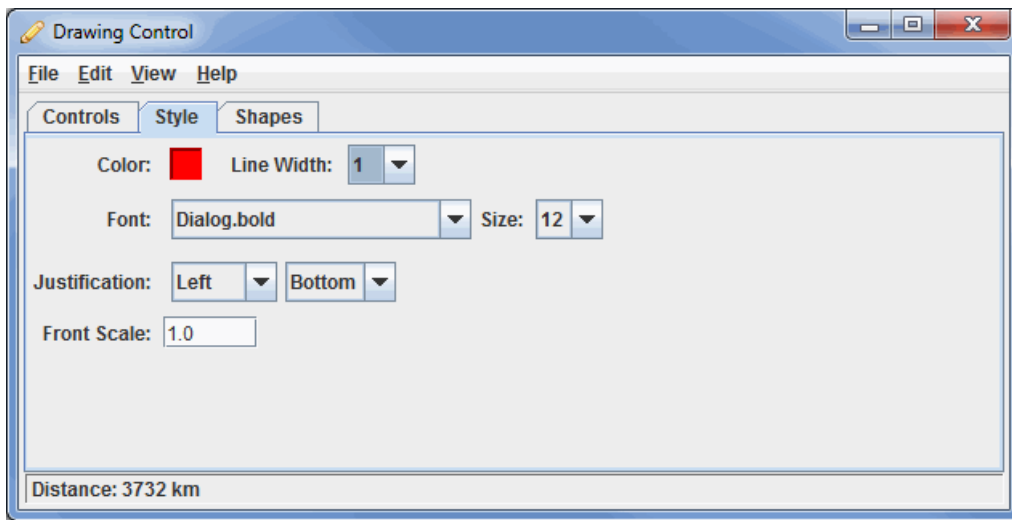 Drawing Control
File Edit View Help
Controls Style Shapes
Color: Line Width: 1
Font: Dialog.bold Size: 12
Justification: Left Bottom
Front Scale: 1.0
Distance: 3732 km